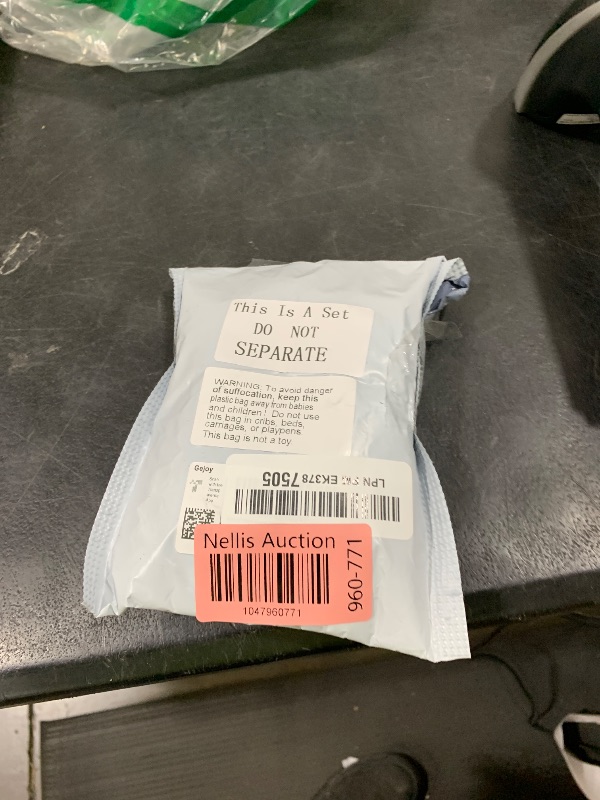 This Is A Set
DO NOT
SEPARATE
WARNING: To avoid danger
of suffocation, keep this
plastic bag away from babies
and children! Do not use
this bag in cribs, beds,
carriages, or playpens.
This bag is not a toy
Gejoy
LPN EK378 7505
Nellis Auction
1047960771
960-771